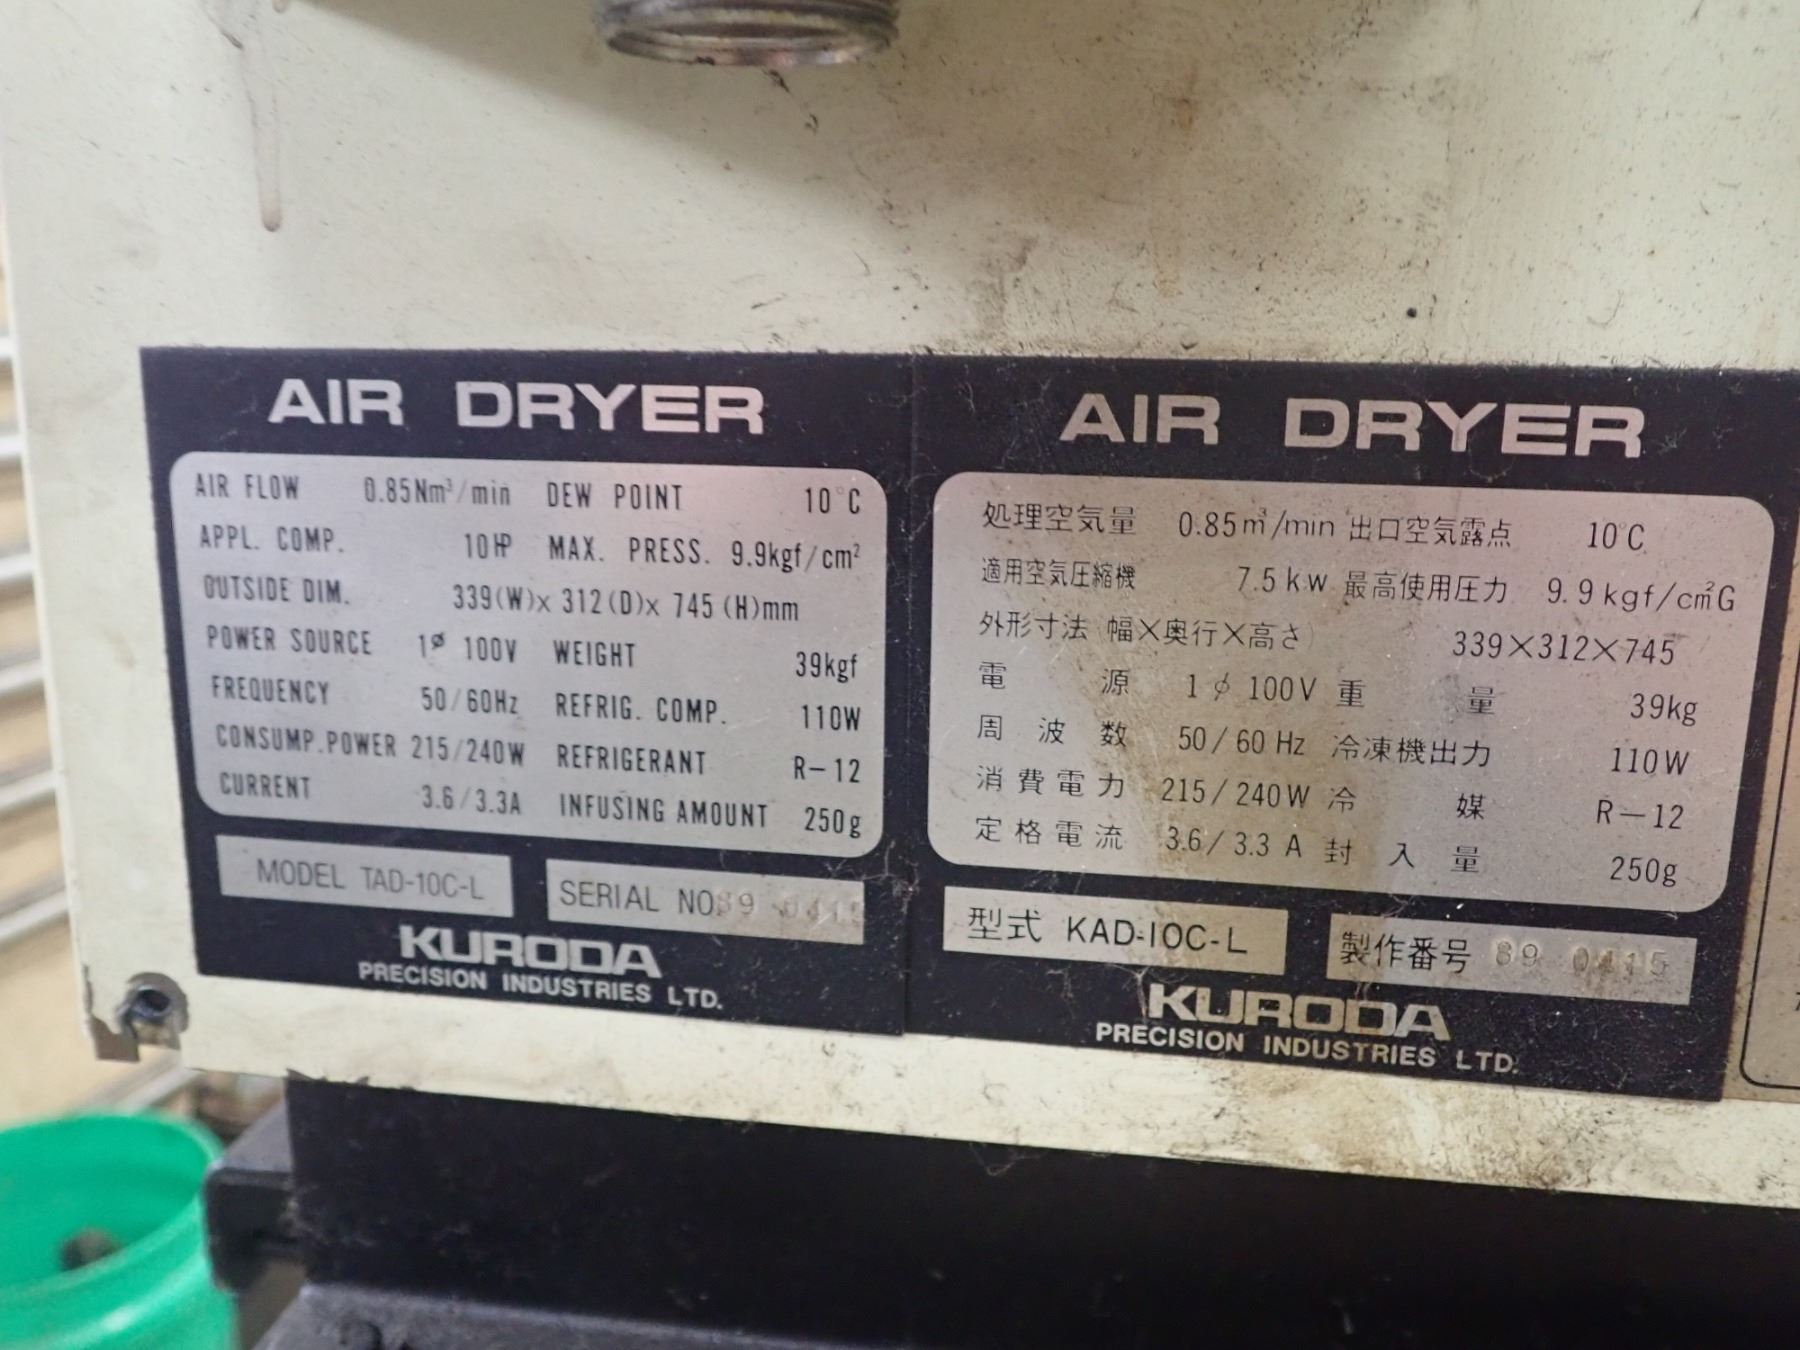 AIR DRYER
AIR FLOW 0.85Nm³/min DEW POINT 10°C
APPL. COMP. 10HP MAX. PRESS. 9.9kgf/cm²
OUTSIDE DIM. 339(W)x 312(D)x 745(H)mm
POWER SOURCE 1ø 100V WEIGHT 39kgf
FREQUENCY 50/60Hz REFRIG. COMP. 110W
CONSUMP.POWER 215/240W REFRIGERANT R-12
CURRENT 3.6/3.3A INFUSING AMOUNT 250g
MODEL TAD-10C-L SERIAL NO.
KURODA
PRECISION INDUSTRIES LTD.
AIR DRYER
処理空気量 0.85m³/min 出口空気露点 10℃
適用空気圧縮機 7.5kw 最高使用圧力 9.9kgf/cm²G
外形寸法(幅×奥行×高さ) 339×312×745
電源 1φ 100V 重量 39kg
周波数 50/60Hz 冷凍機出力 110W
消費電力 215/240W 冷媒 R-12
定格電流 3.6/3.3A 封入量 250g
型式 KAD-10C-L 製作番号 89 0415
KURODA
PRECISION INDUSTRIES LTD.